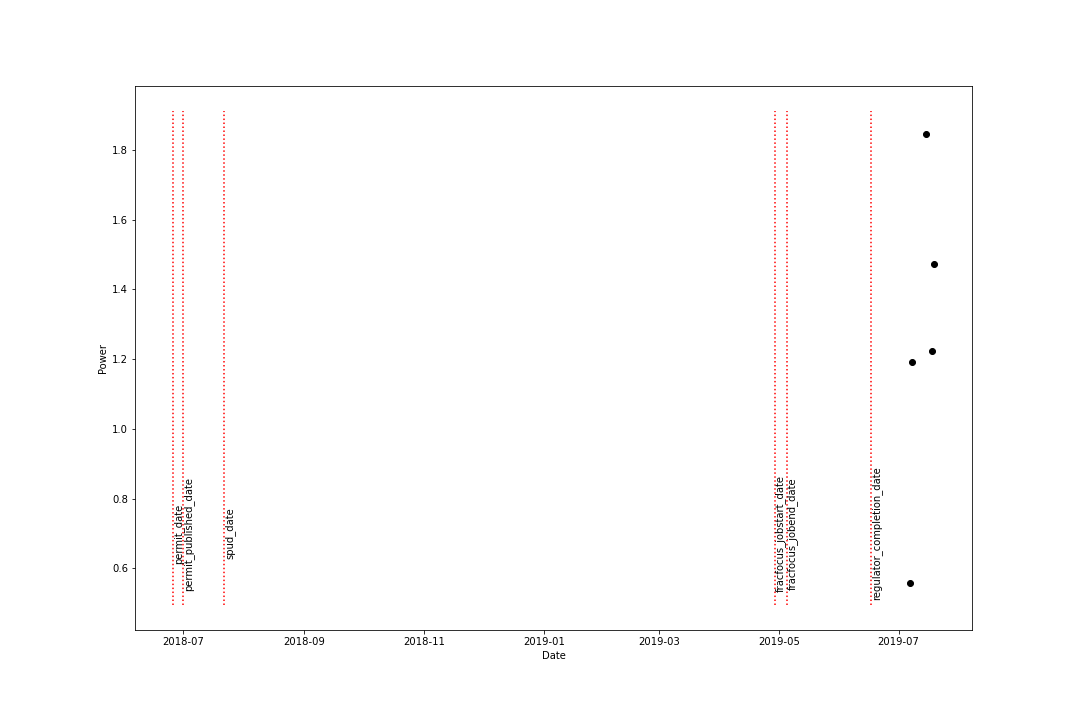 1.8
1.6
1.4
1.2
1.0
0.8
0.6
Power
permit_date
permit_published_date
spud_date
fracfocus_jobstart_date
fracfocus_jobend_date
regulator_completion_date
2018-07
2018-09
2018-11
2019-01
2019-03
2019-05
2019-07
Date